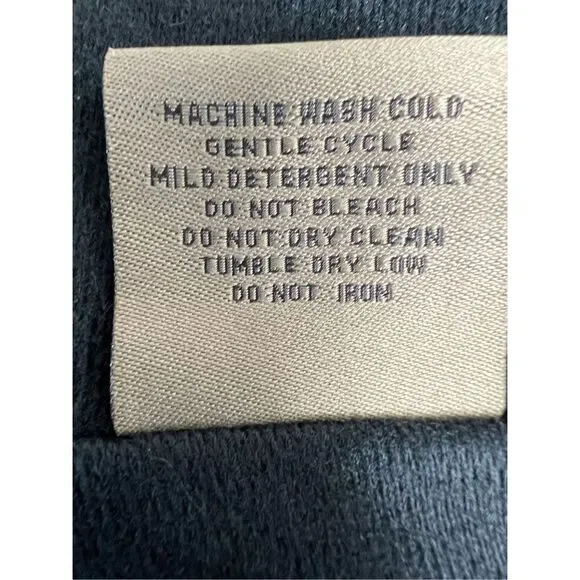 MACHINE WASH COLD
GENTLE CYCLE
MILD DETERGENT ONLY
DO NOT BLEACH
DO NOT DRY CLEAN
TUMBLE DRY LOW
DO NOT IRON